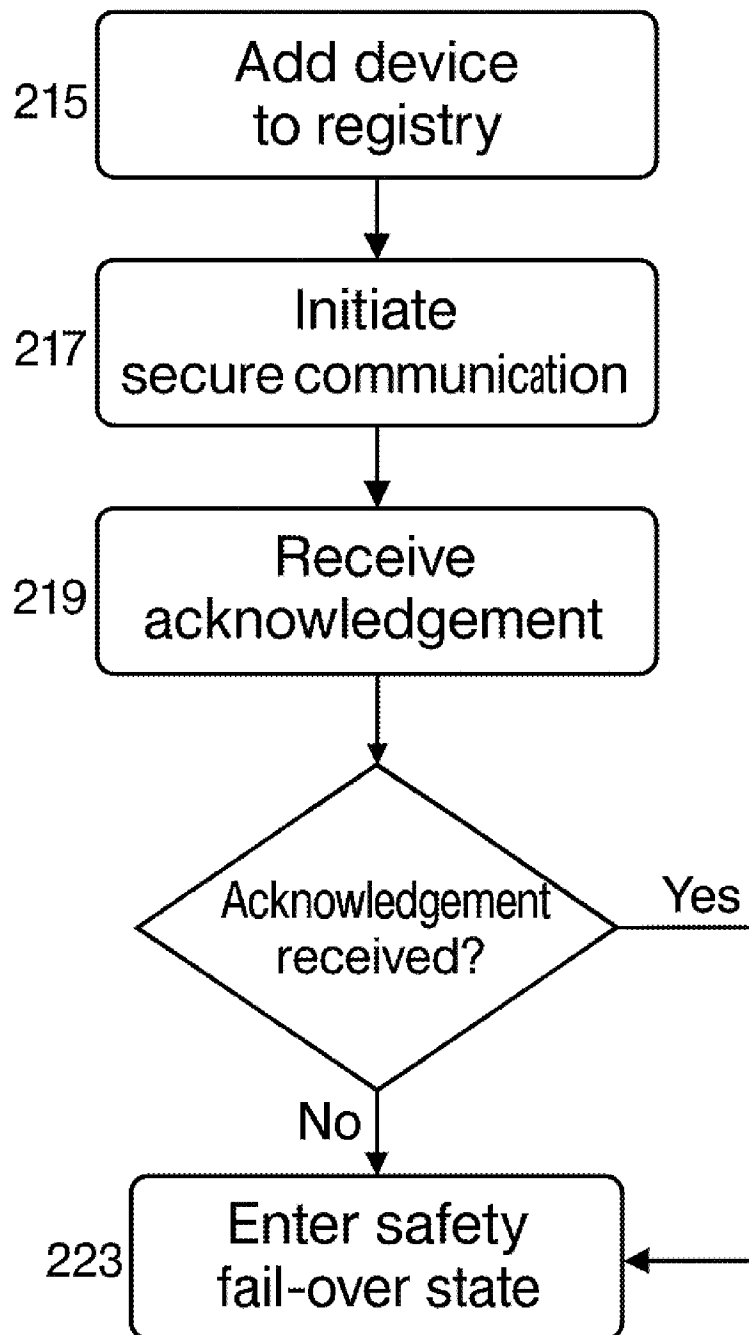 215
Add device
to registry
217
Initiate
secure communication
219
Receive
acknowledgement
Acknowledgement
received?
Yes
No
223
Enter safety
fail-over state